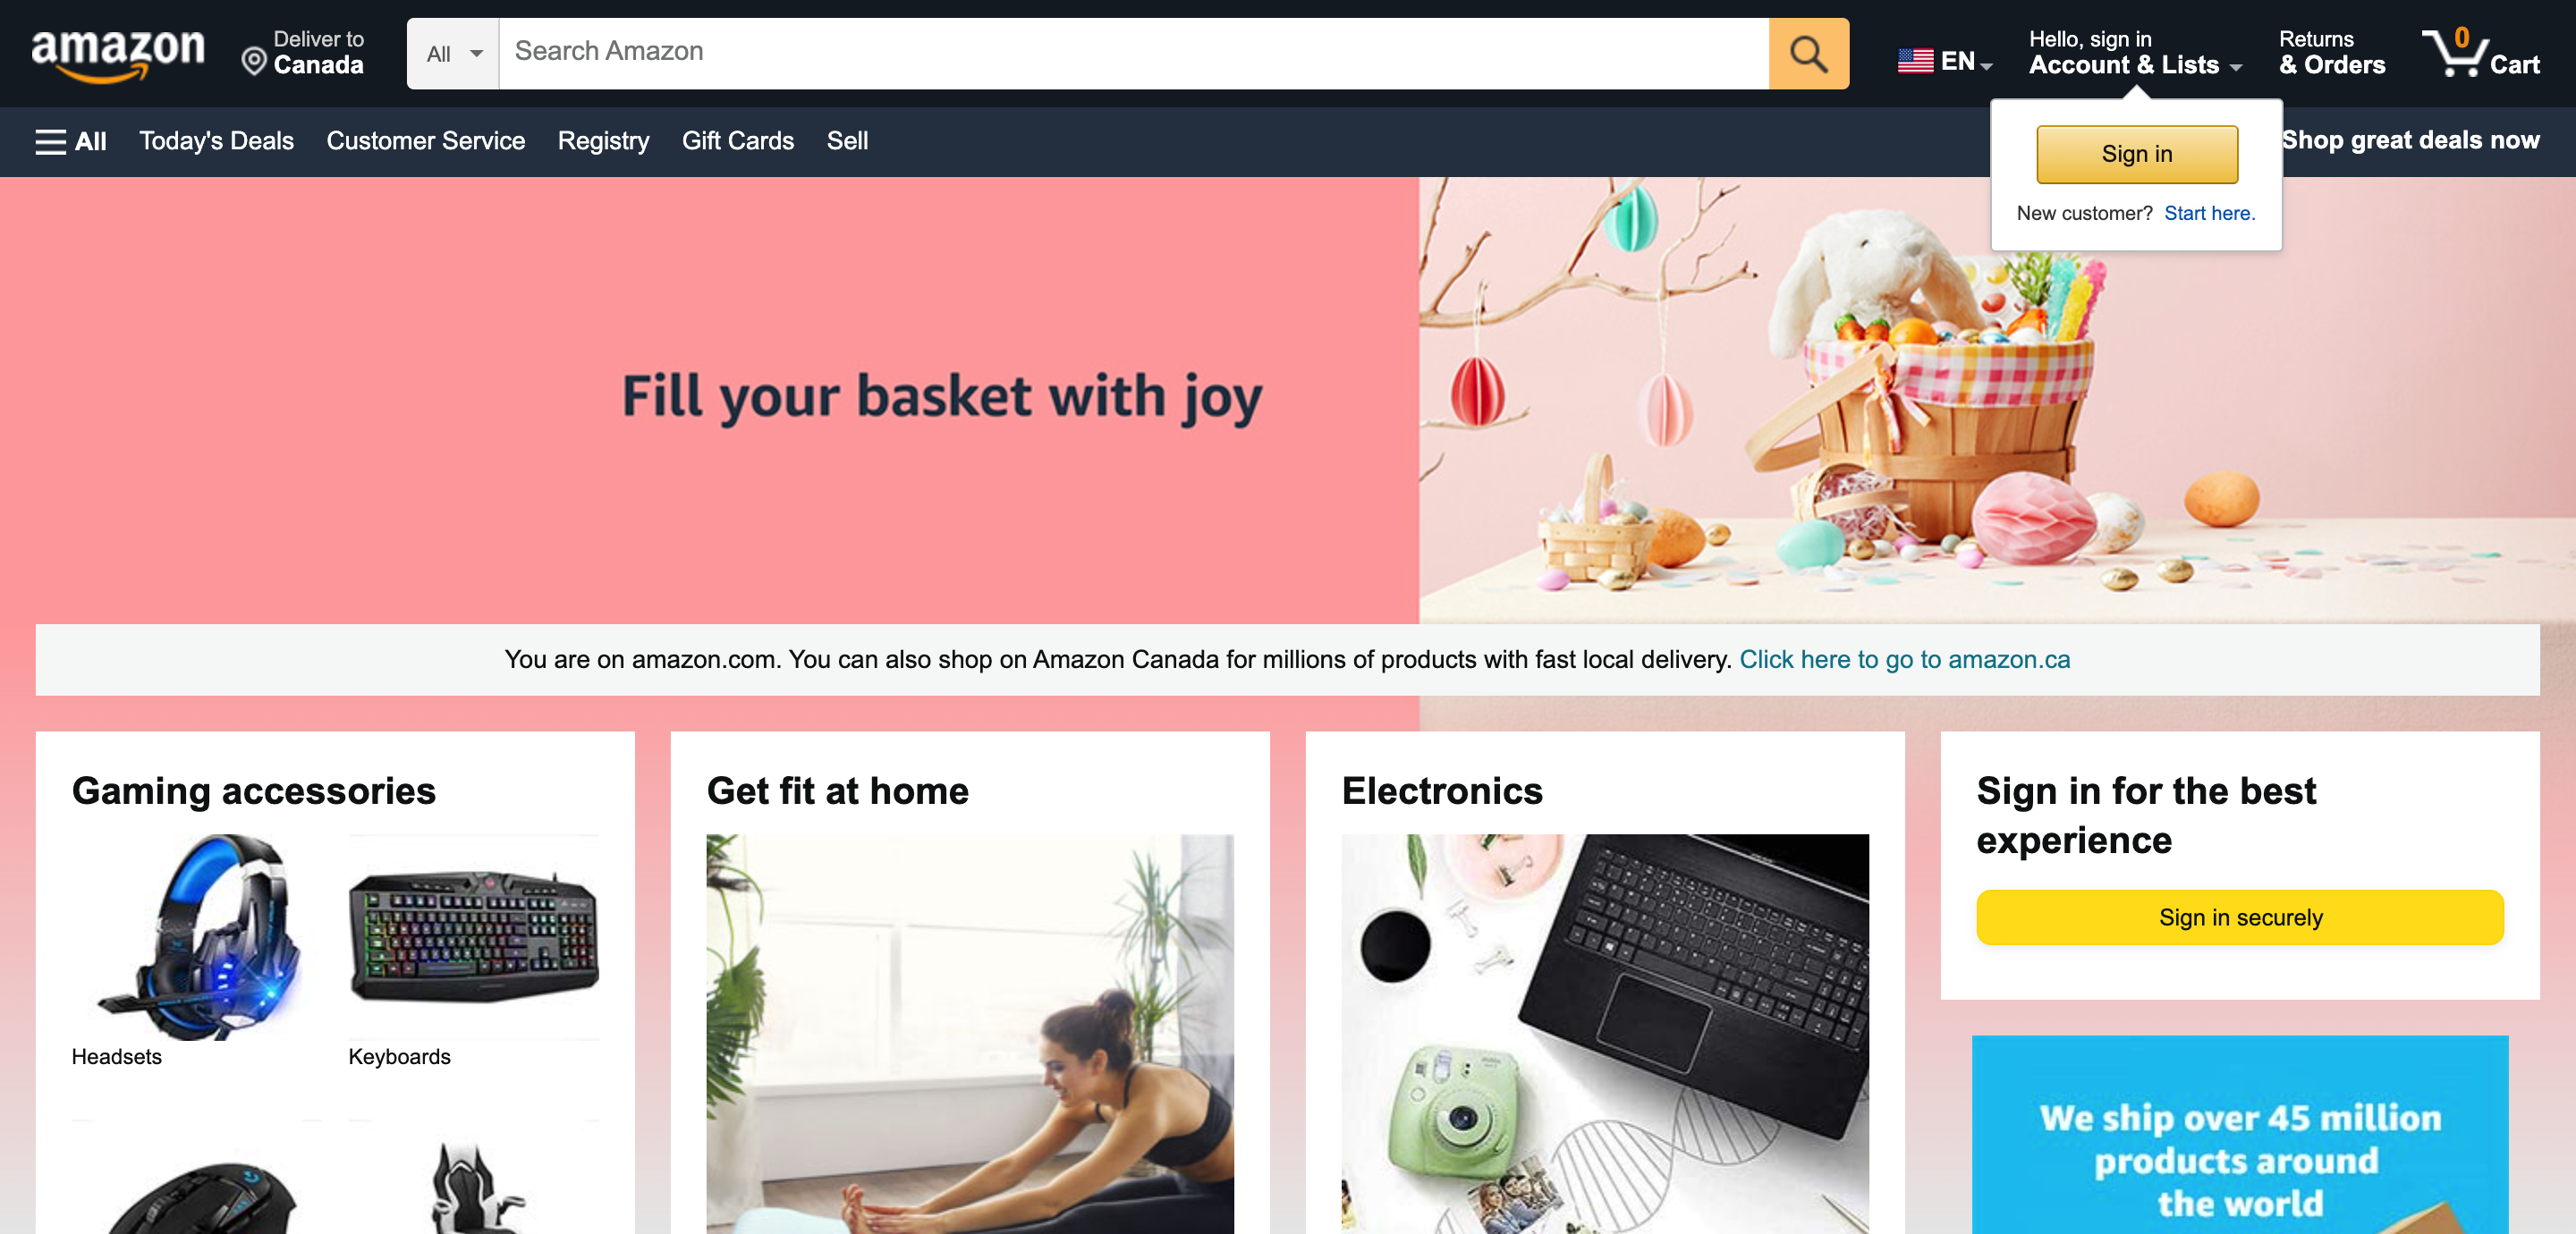 amazon
Deliver to
Canada
All
Search Amazon
EN
Hello, sign in
Account & Lists
Returns
& Orders
0
Cart
All
Today's Deals
Customer Service
Registry
Gift Cards
Sell
Shop great deals now
Sign in
New customer? Start here.
Fill your basket with joy
You are on amazon.com. You can also shop on Amazon Canada for millions of products with fast local delivery. Click here to go to amazon.ca
Gaming accessories
Headsets
Keyboards
Get fit at home
Electronics
Sign in for the best
experience
Sign in securely
We ship over 45 million
products around
the world